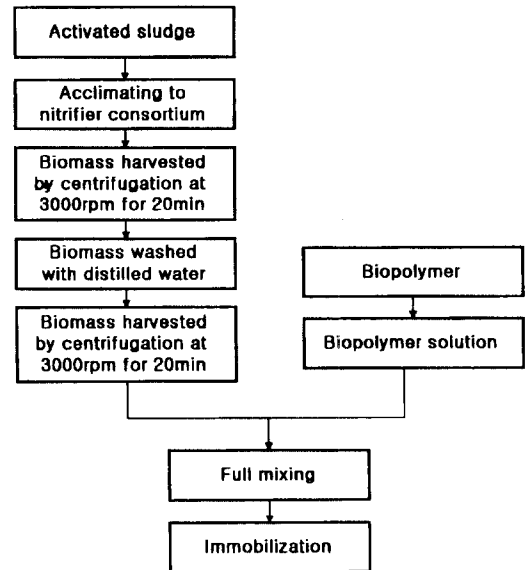 Activated sludge
Acclimating to
nitrifier consortium
Biomass harvested
by centrifugation at
3000rpm for 20min
Biomass washed
with distilled water
Biomass harvested
by centrifugation at
3000rpm for 20min
Biopolymer
Biopolymer solution
Full mixing
Immobilization